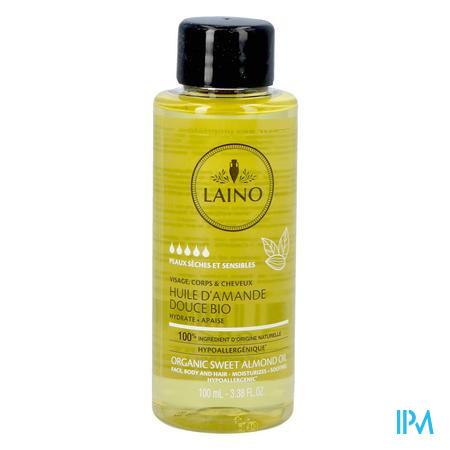 LAINO
PEAUX SÈCHES ET SENSIBLES
VISAGE, CORPS & CHEVEUX
HUILE D'AMANDE
DOUCE BIO
HYDRATE • APAISE
100% INGRÉDIENT D'ORIGINE NATURELLE
HYPOALLERGÉNIQUE*
ORGANIC SWEET ALMOND OIL
FACE, BODY AND HAIR - MOISTURIZES - SOOTHES
HYPOALLERGENIC*
100 mL - 3.38 FL.OZ
IPM